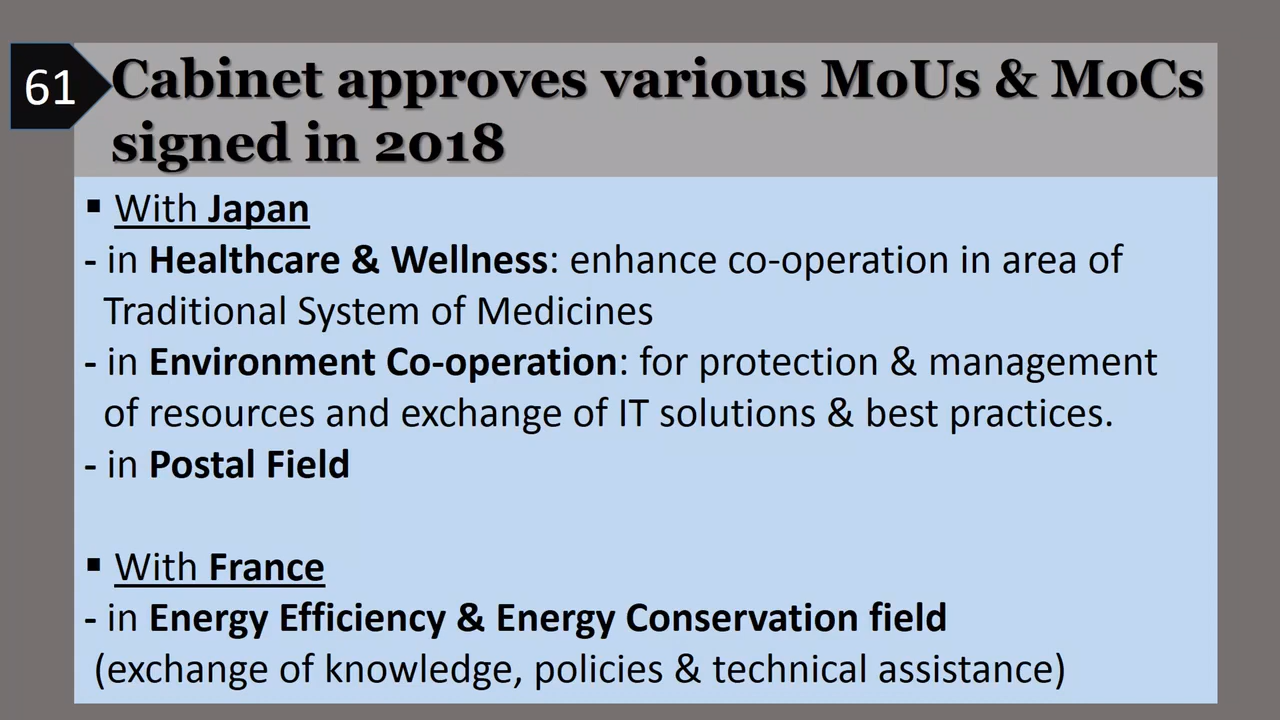 61
Cabinet approves various MoUs & MoCs
signed in 2018
▪ With Japan
- in Healthcare & Wellness: enhance co-operation in area of
Traditional System of Medicines
- in Environment Co-operation: for protection & management
of resources and exchange of IT solutions & best practices.
- in Postal Field
▪ With France
- in Energy Efficiency & Energy Conservation field
(exchange of knowledge, policies & technical assistance)